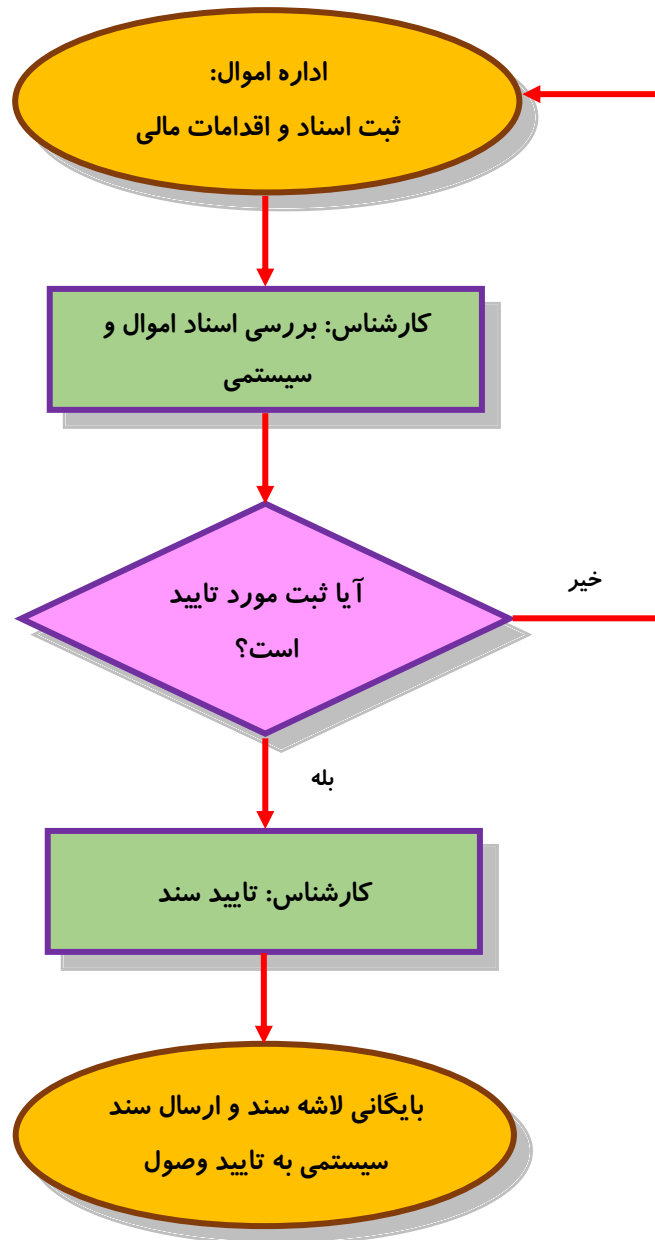 اداره اموال:
ثبت اسناد و اقدامات مالی
کارشناس: بررسی اسناد اموال و
سیستمی
آیا ثبت مورد تایید
است؟
خیر
بله
کارشناس: تایید سند
بایگانی لاشه سند و ارسال سند
سیستمی به تایید وصول